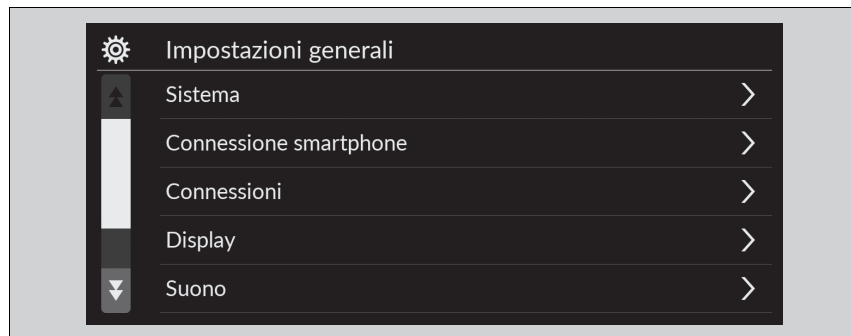 Impostazioni generali
Sistema
Connessione smartphone
Connessioni
Display
Suono